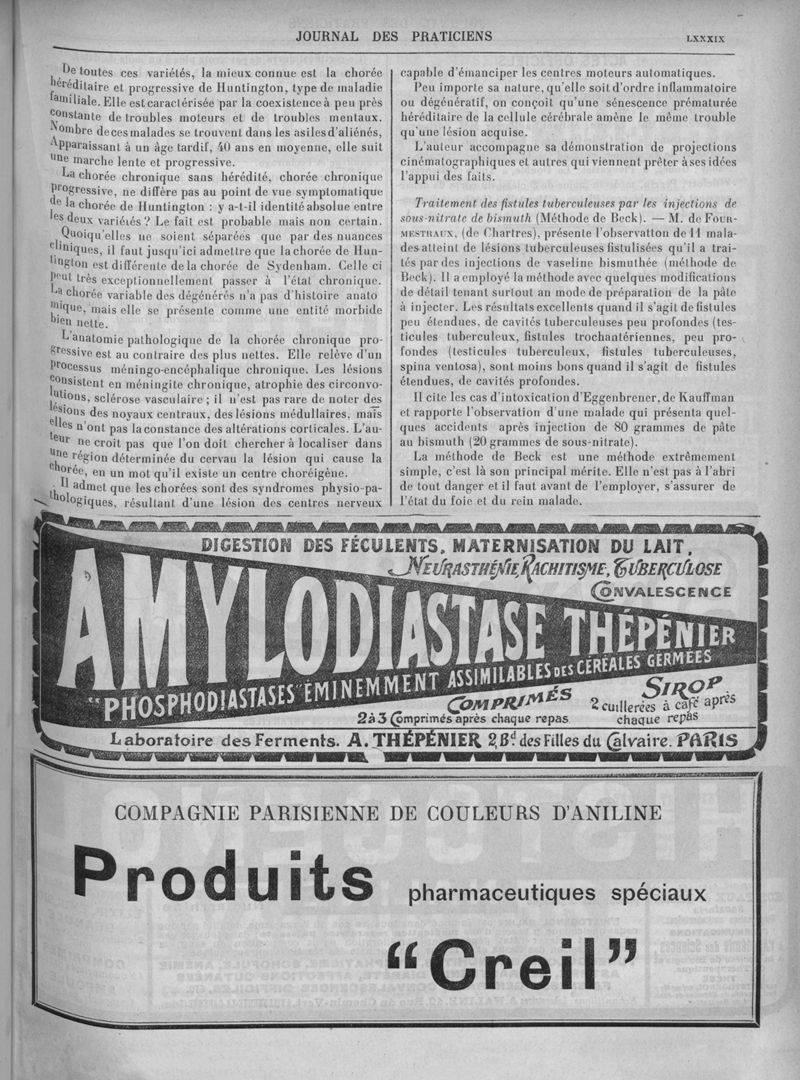 JOURNAL DES PRATICIENS
LXXXIX
De toutes ces variétés, la mieux connue est la chorée
héréditaire et progressive de Huntington, type de maladie
familiale. Elle est caractérisée par la coexistence à peu près
constante de troubles moteurs et de troubles mentaux.
Nombre de ces malades se trouvent dans les asiles d'aliénés,
Apparaissant à un âge tardif, 40 ans en moyenne, elle suit
une marche lente et progressive.
La chorée chronique sans hérédité, chorée chronique
progressive, ne diffère pas au point de vue symptomatique
de la chorée de Huntington : y a-t-il identité absolue entre
les deux variétés ? Le fait est probable mais non certain.
Quoiqu'elles ne soient séparées que par des nuances
cliniques, il faut jusqu'ici admettre que la chorée de Hun-
tington est différente de la chorée de Sydenham. Celle ci
peut très exceptionnellement passer à l'état chronique.
La chorée variable des dégénérés n'a pas d'histoire anato
mique, mais elle se présente comme une entité morbide
bien nette.
L'anatomie pathologique de la chorée chronique pro-
gressive est au contraire des plus nettes. Elle relève d'un
processus méningo-encéphalique chronique. Les lésions
consistent en méningite chronique, atrophie des circonvo-
lutions, sclérose vasculaire ; il n'est pas rare de noter des
lésions des noyaux centraux, des lésions médullaires, mais
elles n'ont pas la constance des altérations corticales. L'au-
teur ne croit pas que l'on doit chercher à localiser dans
une région déterminée du cervau la lésion qui cause la
chorée, en un mot qu'il existe un centre choréigène.
Il admet que les chorées sont des syndromes physio-pa-
thologiques, résultant d'une lésion des centres nerveux
capable d'émanciper les centres moteurs automatiques.
Peu importe sa nature, qu'elle soit d'ordre inflammatoire
ou dégénératif, on conçoit qu'une sénescence prématurée
héréditaire de la cellule cérébrale amène le même trouble
qu'une lésion acquise.
L'auteur accompagne sa démonstration de projections
cinématographiques et autres qui viennent prêter à ses idées
l'appui des faits.
Traitement des fistules tuberculeuses par les injections de
sous-nitrate de bismuth (Méthode de Beck). — M. de FOUR-
MESTRAUX, (de Chartres), présente l'observatton de 11 mala-
des atteint de lésions tuberculeuses fistulisées qu'il a trai-
tés par des injections de vaseline bismuthée (méthode de
Beck). Il a employé la méthode avec quelques modifications
de détail tenant surtout au mode de préparation de la pâte
à injecter. Les résultats excellents quand il s'agit de fistules
peu étendues, de cavités tuberculeuses peu profondes (tes-
ticules tuberculeux, fistules trochantériennes, peu pro-
fondes (testicules tuberculeux, fistules tuberculeuses,
spina ventosa), sont moins bons quand il s'agit de fistules
étendues, de cavités profondes.
Il cite les cas d'intoxication d'Eggenbrener, de Kauffman
et rapporte l'observation d'une malade qui présenta quel-
ques accidents après injection de 80 grammes de pâte
au bismuth (20 grammes de sous-nitrate).
La méthode de Beck est une méthode extrêmement
simple, c'est là son principal mérite. Elle n'est pas à l'abri
de tout danger et il faut avant de l'employer, s'assurer de
l'état du foie et du rein malade.
DIGESTION DES FÉCULENTS, MATERNISATION DU LAIT,
NEURASTHÉNIE, RACHITISME, TUBERCULOSE
CONVALESCENCE
AMYLODIASTASE THÉPÉNIER
"PHOSPHODIASTASES" ÉMINEMMENT ASSIMILABLES DES CÉRÉALES GERMÉES
COMPRIMÉS
2 à 3 Comprimés après chaque repas
SIROP
2 cuillerées à café après
chaque repas
Laboratoire des Ferments. A. THÉPÉNIER 2, Bd des Filles du Calvaire. PARIS
COMPAGNIE PARISIENNE DE COULEURS D'ANILINE
Produits pharmaceutiques spéciaux
"Creil"